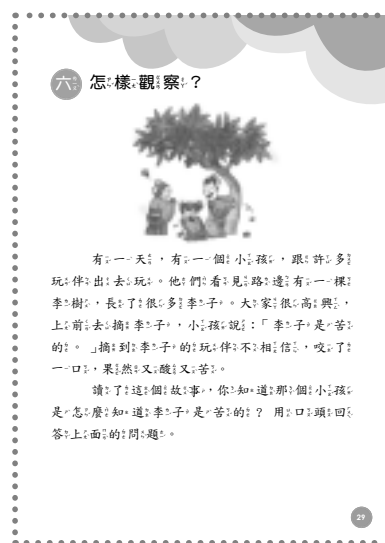 六 怎樣觀察？
有一天，有一個小孩，跟許多
玩伴出去玩。他們看見路邊有一棵
李樹，長了很多李子。大家很高興，
上前去摘李子，小孩說：「李子是苦
的。」摘到李子的玩伴不相信，咬了
一口，果然又酸又苦。
讀了這個故事，你知道那個小孩
是怎麼知道李子是苦的？用口頭回
答上面的問題。
29